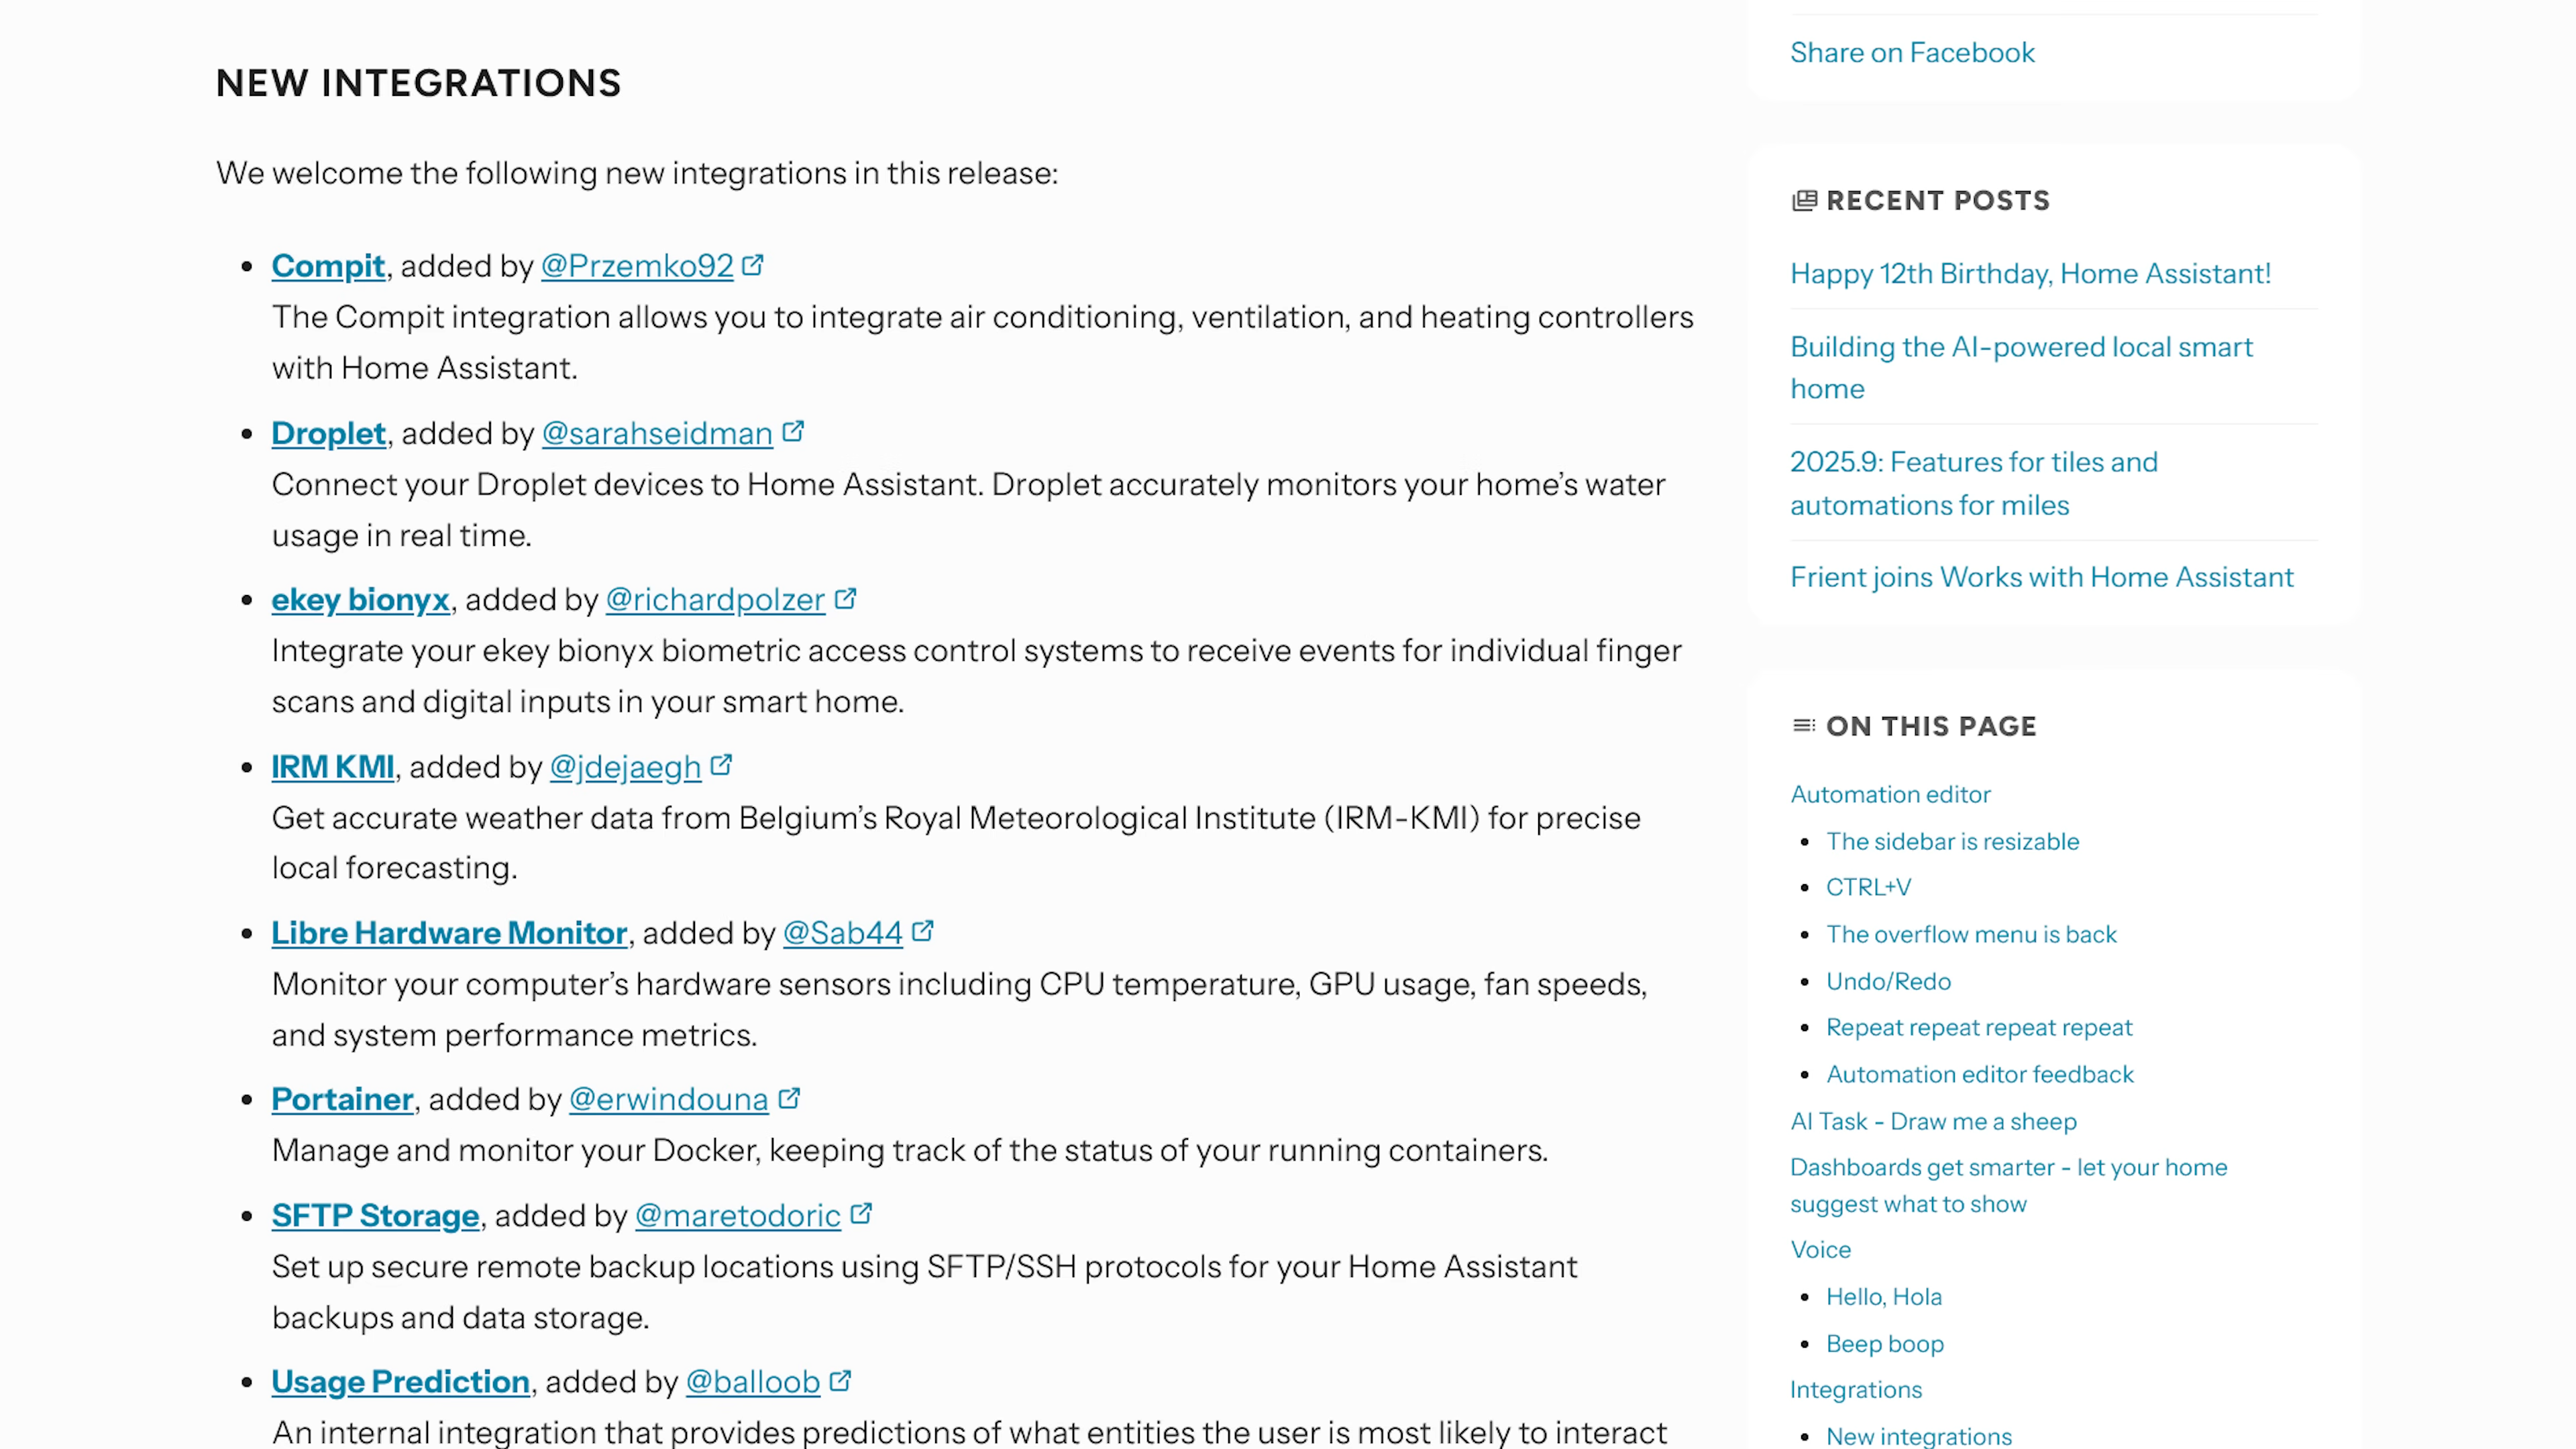 NEW INTEGRATIONS
We welcome the following new integrations in this release:
• Compit, added by @Przemko92
The Compit integration allows you to integrate air conditioning, ventilation, and heating controllers
with Home Assistant.
• Droplet, added by @sarahseidman
Connect your Droplet devices to Home Assistant. Droplet accurately monitors your home’s water
usage in real time.
• ekey bionyx, added by @richardpolzer
Integrate your ekey bionyx biometric access control systems to receive events for individual finger
scans and digital inputs in your smart home.
• IRM KMI, added by @jdejaegh
Get accurate weather data from Belgium’s Royal Meteorological Institute (IRM-KMI) for precise
local forecasting.
• Libre Hardware Monitor, added by @Sab44
Monitor your computer’s hardware sensors including CPU temperature, GPU usage, fan speeds,
and system performance metrics.
• Portainer, added by @erwindouna
Manage and monitor your Docker, keeping track of the status of your running containers.
• SFTP Storage, added by @maretodoric
Set up secure remote backup locations using SFTP/SSH protocols for your Home Assistant
backups and data storage.
• Usage Prediction, added by @balloob
An internal integration that provides predictions of what entities the user is most likely to interact
Share on Facebook
RECENT POSTS
Happy 12th Birthday, Home Assistant!
Building the AI-powered local smart
home
2025.9: Features for tiles and
automations for miles
Frient joins Works with Home Assistant
ON THIS PAGE
Automation editor
• The sidebar is resizable
• CTRL+V
• The overflow menu is back
• Undo/Redo
• Repeat repeat repeat repeat
• Automation editor feedback
AI Task - Draw me a sheep
Dashboards get smarter - let your home
suggest what to show
Voice
• Hello, Hola
• Beep boop
Integrations
• New integrations